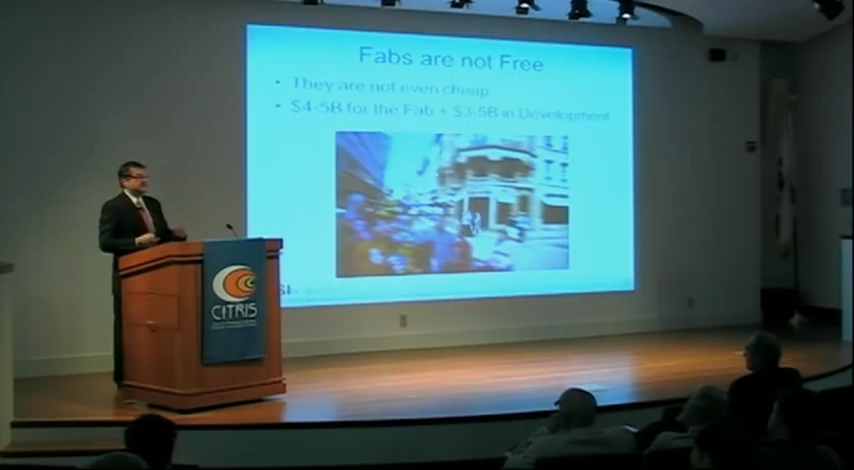 Fabs are not Free
• They are not even cheap
• $4-5B for the Fab + $3-5B in Development
CITRIS